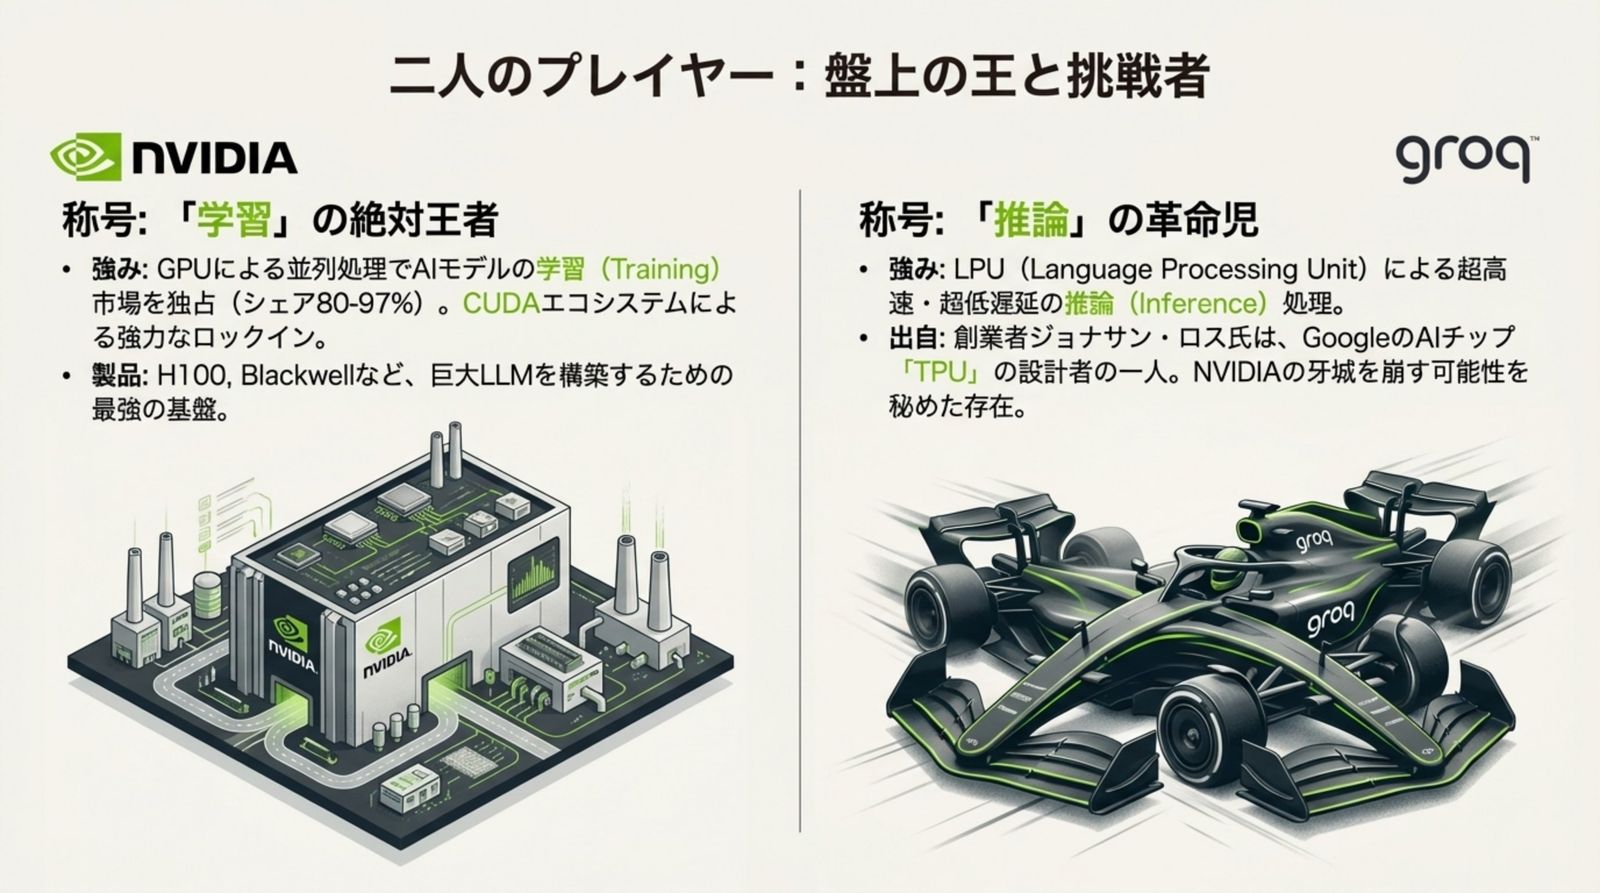 二人のプレイヤー：盤上の王と挑戦者
NVIDIA
称号: 「学習」の絶対王者
• 強み: GPUによる並列処理でAIモデルの学習（Training）
市場を独占（シェア80-97%）。CUDAエコシステムによ
る強力なロックイン。
• 製品: H100, Blackwellなど、巨大LLMを構築するための
最強の基盤。
NVIDIA.
NVIDIA.
groq™
称号: 「推論」の革命児
• 強み: LPU（Language Processing Unit）による超高
速・超低遅延の推論（Inference）処理。
• 出自: 創業者ジョナサン・ロス氏は、GoogleのAIチップ
「TPU」の設計者の一人。NVIDIAの牙城を崩す可能性を
秘めた存在。
groq
groq